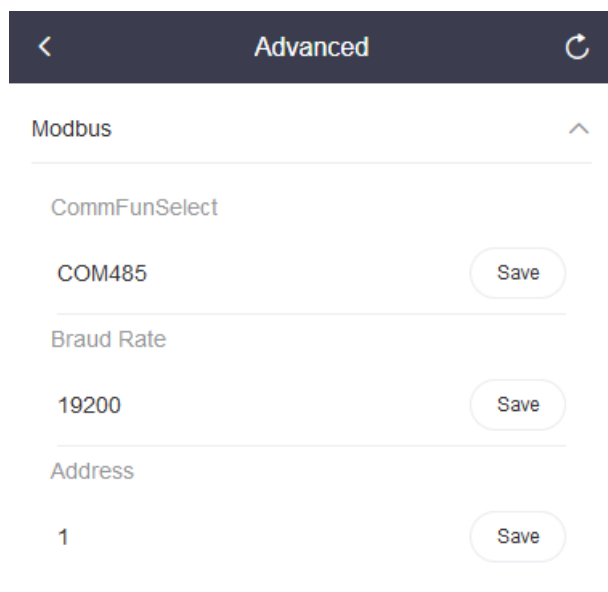 Advanced
Modbus
CommFunSelect
COM485 Save
Braud Rate
19200 Save
Address
1 Save